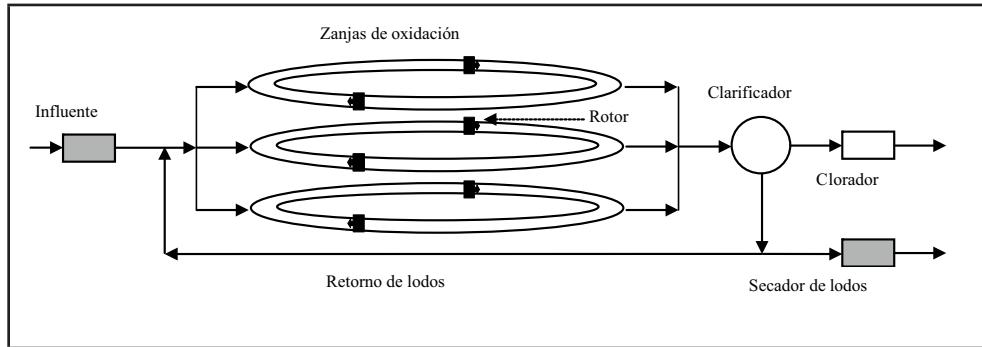 Zanjas de oxidación
Influente
Clarificador
Rotor
Clorador
Retorno de lodos
Secador de lodos